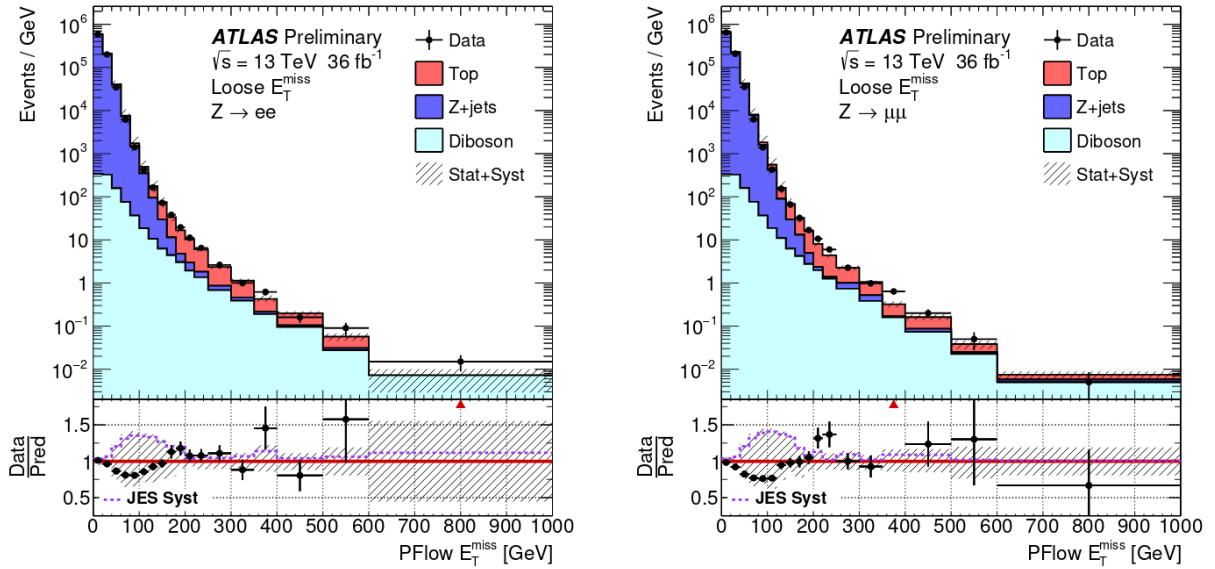 Events / GeV
10⁶
10⁵
10⁴
10³
10²
10
1
10⁻¹
10⁻²
ATLAS Preliminary
√s = 13 TeV 36 fb⁻¹
Loose E_T^miss
Z → ee
Data
Top
Z+jets
Diboson
Stat+Syst
Data
Pred
1.5
1
0.5
JES Syst
0 100 200 300 400 500 600 700 800 900 1000
PFlow E_T^miss [GeV]
Events / GeV
10⁶
10⁵
10⁴
10³
10²
10
1
10⁻¹
10⁻²
ATLAS Preliminary
√s = 13 TeV 36 fb⁻¹
Loose E_T^miss
Z → μμ
Data
Top
Z+jets
Diboson
Stat+Syst
Data
Pred
1.5
1
0.5
JES Syst
0 100 200 300 400 500 600 700 800 900 1000
PFlow E_T^miss [GeV]